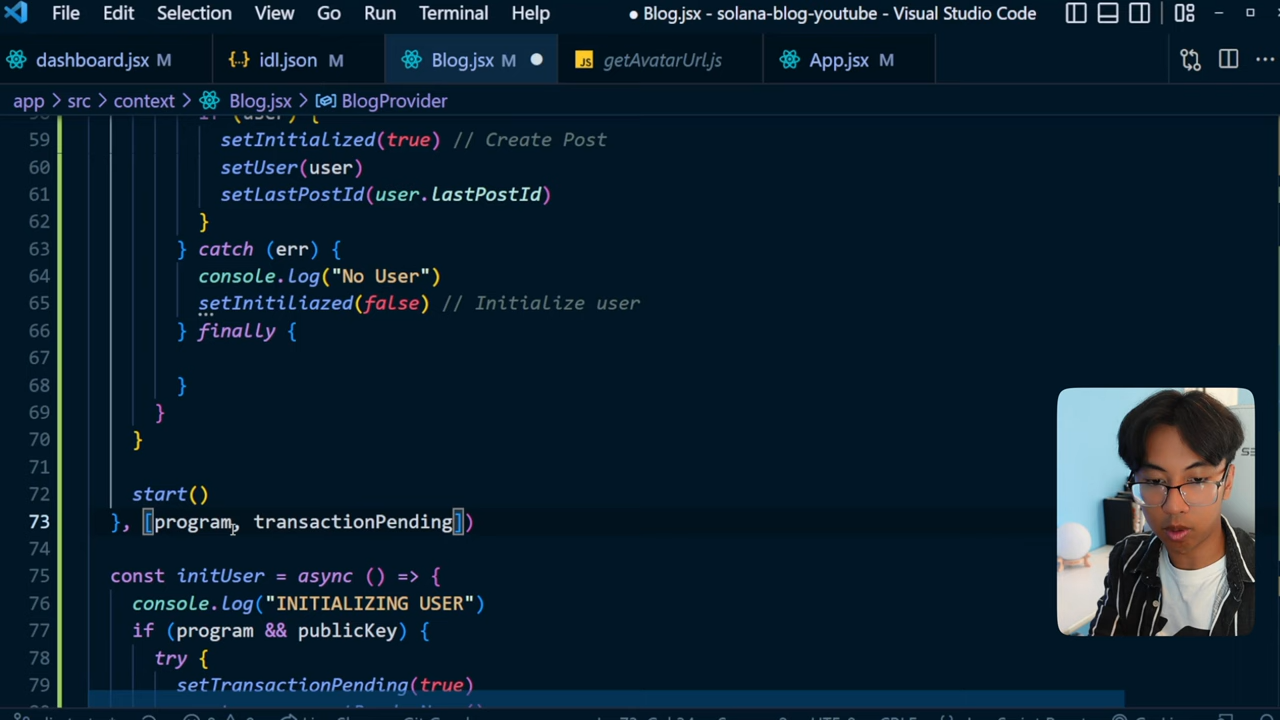 File Edit Selection View Go Run Terminal Help ● Blog.jsx - solana-blog-youtube - Visual Studio Code
dashboard.jsx M {..} idl.json M Blog.jsx M JS getAvatarUrl.js App.jsx M
app > src > context > Blog.jsx > BlogProvider
if (user) {
59 setInitialized(true) // Create Post
60 setUser(user)
61 setLastPostId(user.lastPostId)
62 }
63 } catch (err) {
64 console.log("No User")
65 setInitiliazed(false) // Initialize user
66 } finally {
67
68 }
69 }
70 }
71
72 start()
73 }, [program, transactionPending])
74
75 const initUser = async () => {
76 console.log("INITIALIZING USER")
77 if (program && publicKey) {
78 try {
79 setTransactionPending(true)